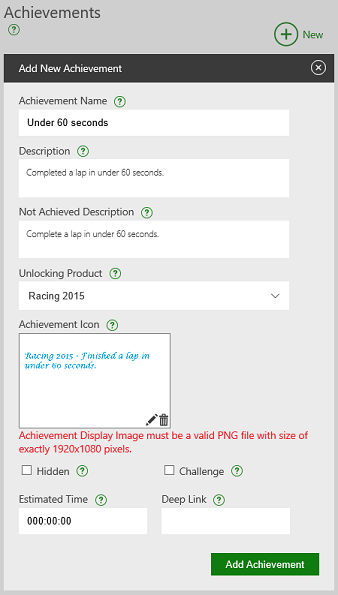 Achievements
New
Add New Achievement
Achievement Name
Under 60 seconds
Description
Completed a lap in under 60 seconds.
Not Achieved Description
Complete a lap in under 60 seconds.
Unlocking Product
Racing 2015
Achievement Icon
Racing 2015 - Finished a lap in
under 60 seconds.
Achievement Display Image must be a valid PNG file with size of
exactly 1920x1080 pixels.
Hidden
Challenge
Estimated Time
Deep Link
000:00:00
Add Achievement